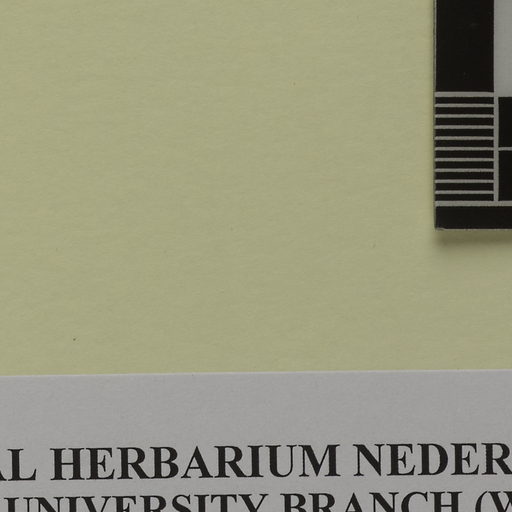 AL HERBARIUM NEDER
UNIVERSITY BRANCH (W